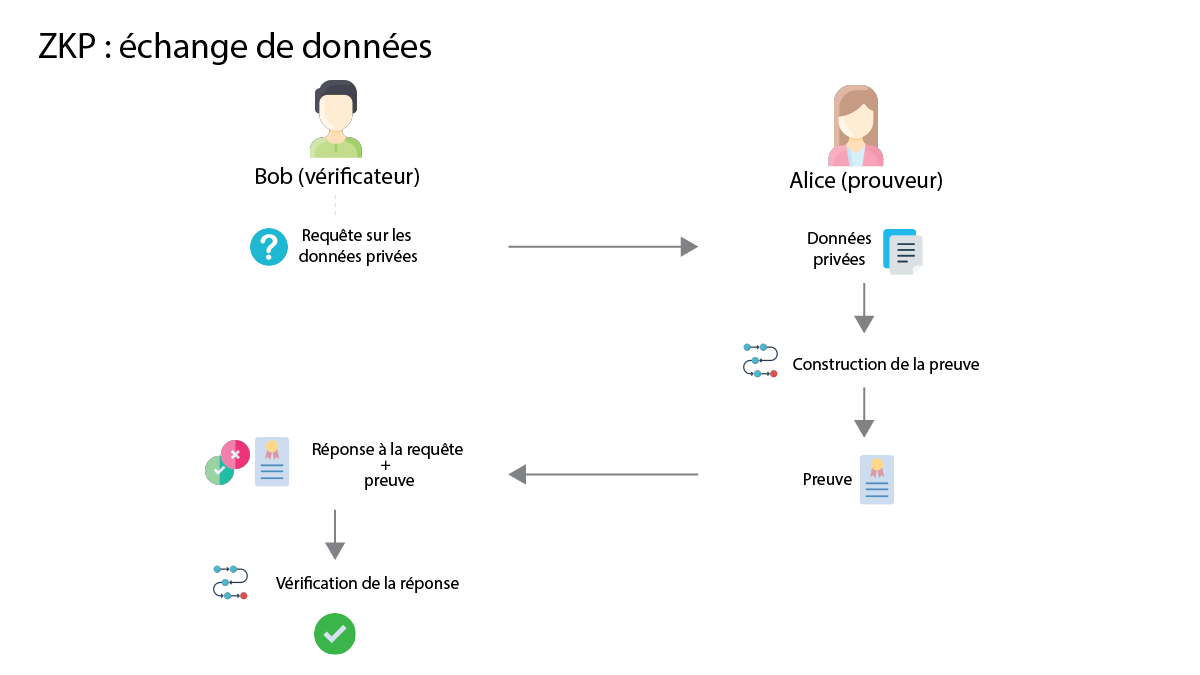 ZKP : échange de données
Bob (vérificateur)
Alice (prouveur)
Requête sur les
données privées
Données
privées
Construction de la preuve
Réponse à la requête
+
preuve
Preuve
Vérification de la réponse